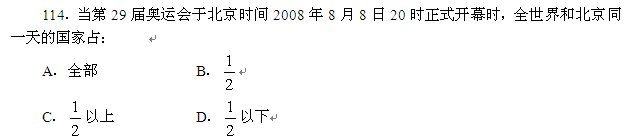 114．当第 29 届奥运会于北京时间 2008 年 8 月 8 日 20 时正式开幕时，全世界和北京同
一天的国家占：
A．全部 B．1/2
C．1/2 以上 D．1/2 以下